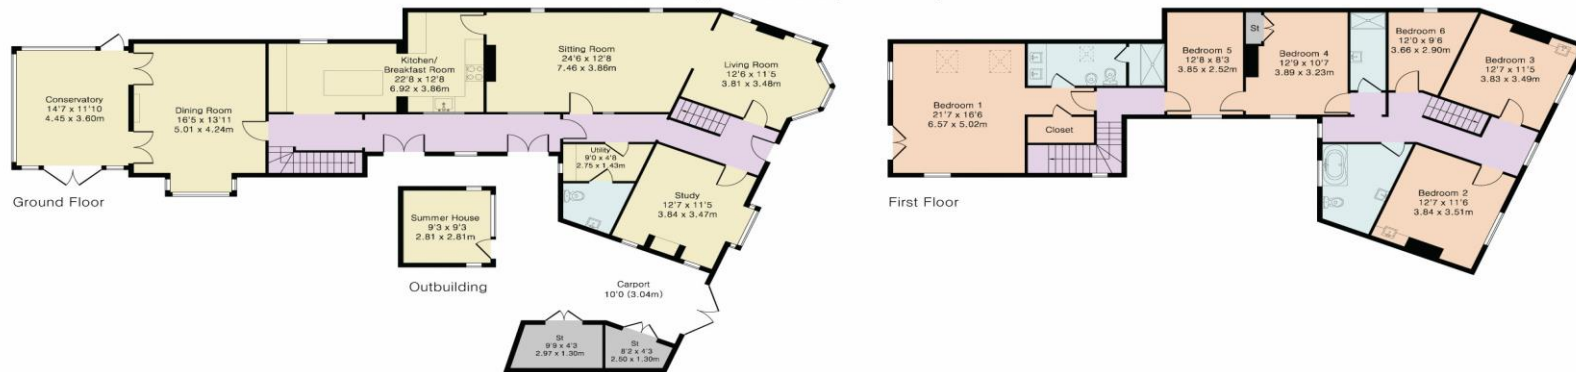 Conservatory
14'7 x 11'10
4.45 x 3.60m
Dining Room
16'5 x 13'11
5.01 x 4.24m
Kitchen/
Breakfast Room
22'8 x 12'8
6.92 x 3.86m
Sitting Room
24'6 x 12'8
7.46 x 3.86m
Living Room
12'6 x 11'5
3.81 x 3.48m
Utility
9'0 x 4'8
2.75 x 1.43m
Study
12'7 x 11'5
3.84 x 3.47m
Ground Floor
Summer House
9'3 x 9'3
2.81 x 2.81m
Outbuilding
Carport
10'0 (3.04m)
St
9'9 x 4'3
2.97 x 1.30m
St
8'2 x 4'3
2.50 x 1.30m
Bedroom 1
21'7 x 16'6
6.57 x 5.02m
Closet
Bedroom 5
12'8 x 8'3
3.85 x 2.52m
St
Bedroom 4
12'9 x 10'7
3.89 x 3.23m
Bedroom 6
12'0 x 9'6
3.66 x 2.90m
Bedroom 3
12'7 x 11'5
3.83 x 3.49m
Bedroom 2
12'7 x 11'6
3.84 x 3.51m
First Floor